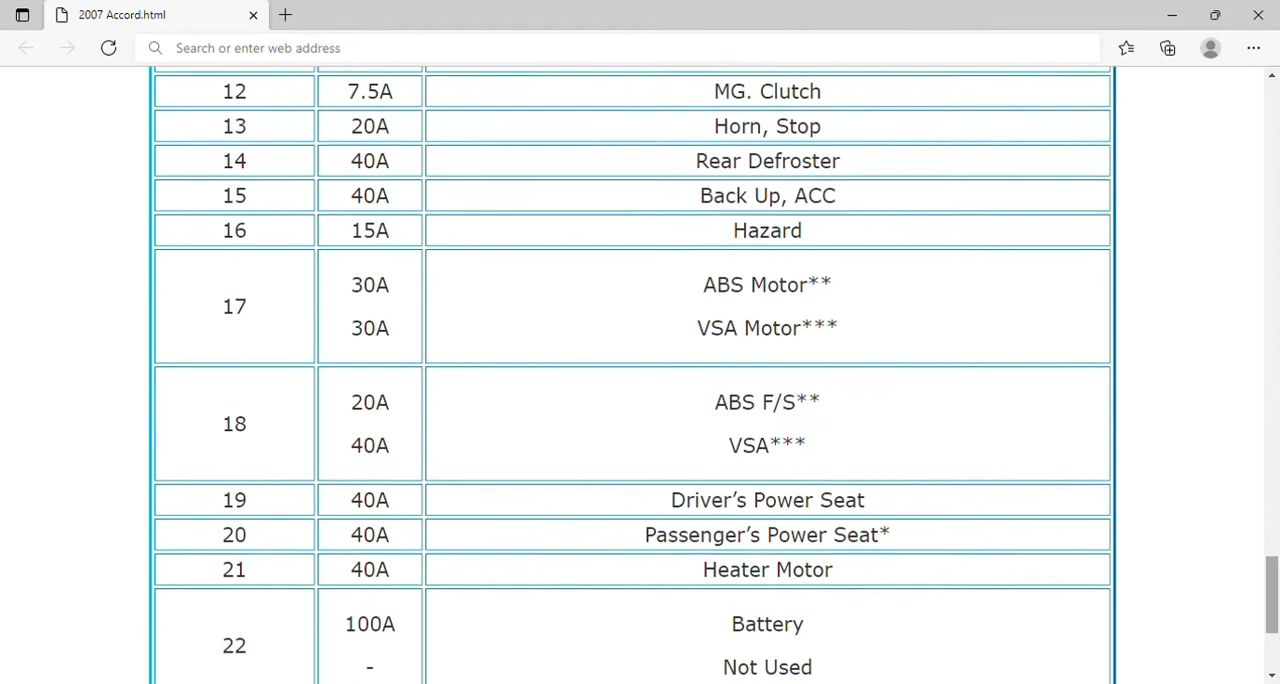 2007 Accord.html
Search or enter web address
12 7.5A MG. Clutch
13 20A Horn, Stop
14 40A Rear Defroster
15 40A Back Up, ACC
16 15A Hazard
17 30A ABS Motor**
30A VSA Motor***
18 20A ABS F/S**
40A VSA***
19 40A Driver’s Power Seat
20 40A Passenger’s Power Seat*
21 40A Heater Motor
22 100A Battery
- Not Used